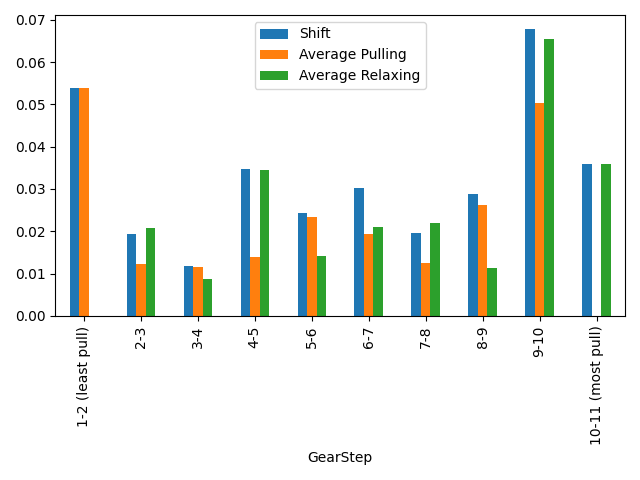 0.07
0.06
0.05
0.04
0.03
0.02
0.01
0.00
Shift
Average Pulling
Average Relaxing
1-2 (least pull)
2-3
3-4
4-5
5-6
6-7
7-8
8-9
9-10
10-11 (most pull)
GearStep